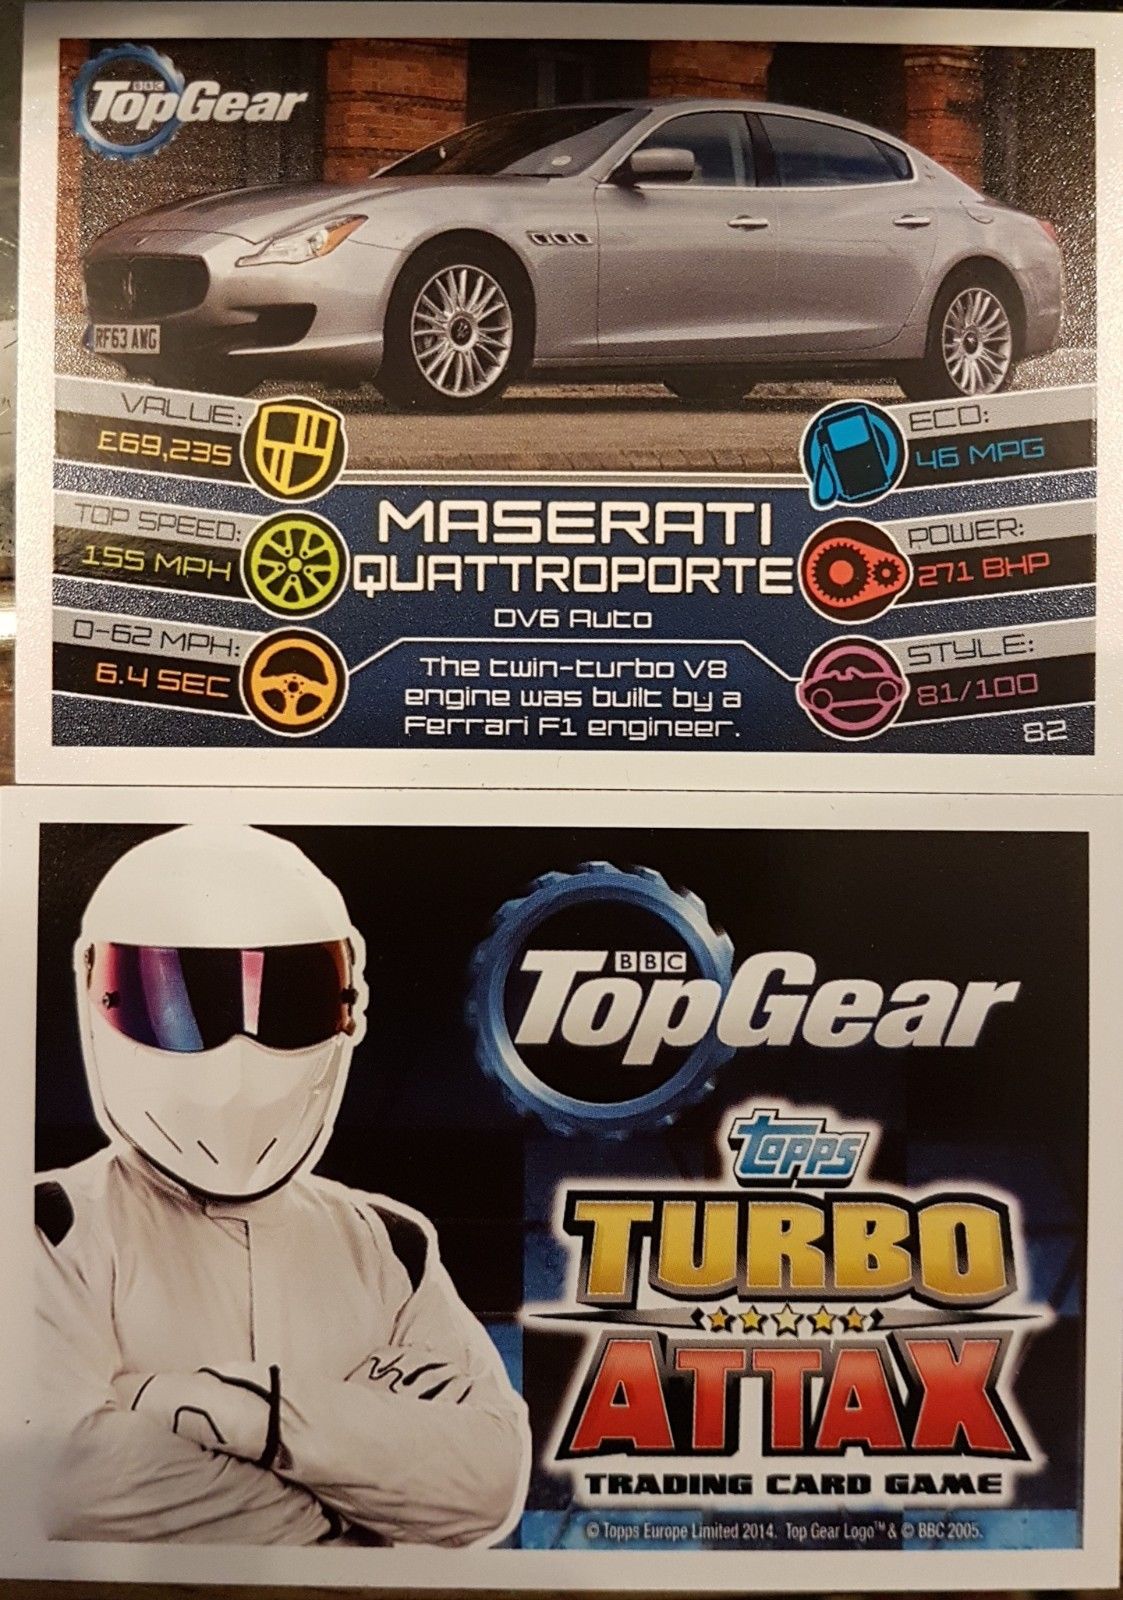 BBC
TopGear
RF63 AWG
VALUE:
£69,235
TOP SPEED:
155 MPH
0-62 MPH:
6.4 SEC
MASERATI
QUATTROPORTE
DV6 Auto
The twin-turbo V8
engine was built by a
Ferrari F1 engineer.
ECO:
46 MPG
POWER:
271 BHP
STYLE:
81/100
82
BBC
TopGear
topps
TURBO
ATTAX
TRADING CARD GAME
© Topps Europe Limited 2014. Top Gear Logo™ & © BBC 2005.